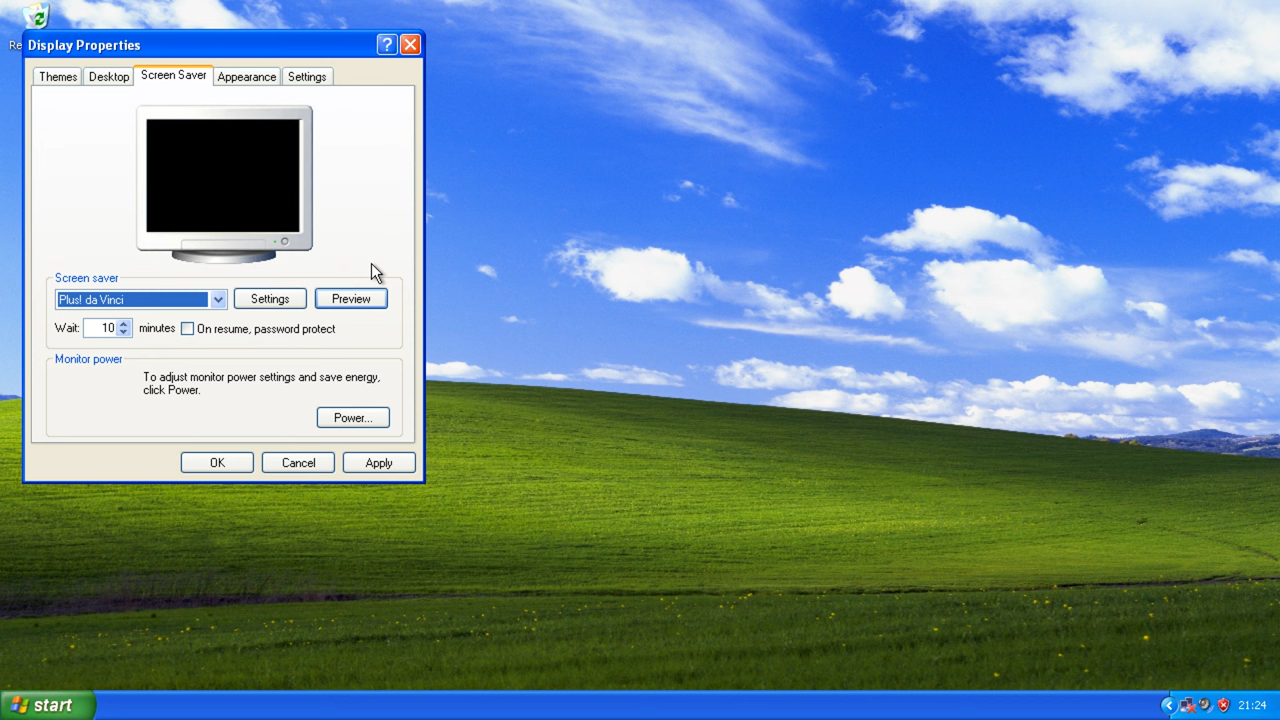 Re
Display Properties
Themes Desktop Screen Saver Appearance Settings
Screen saver
Plus! da Vinci Settings Preview
Wait: 10 minutes On resume, password protect
Monitor power
To adjust monitor power settings and save energy,
click Power.
Power...
OK Cancel Apply
start 21:24